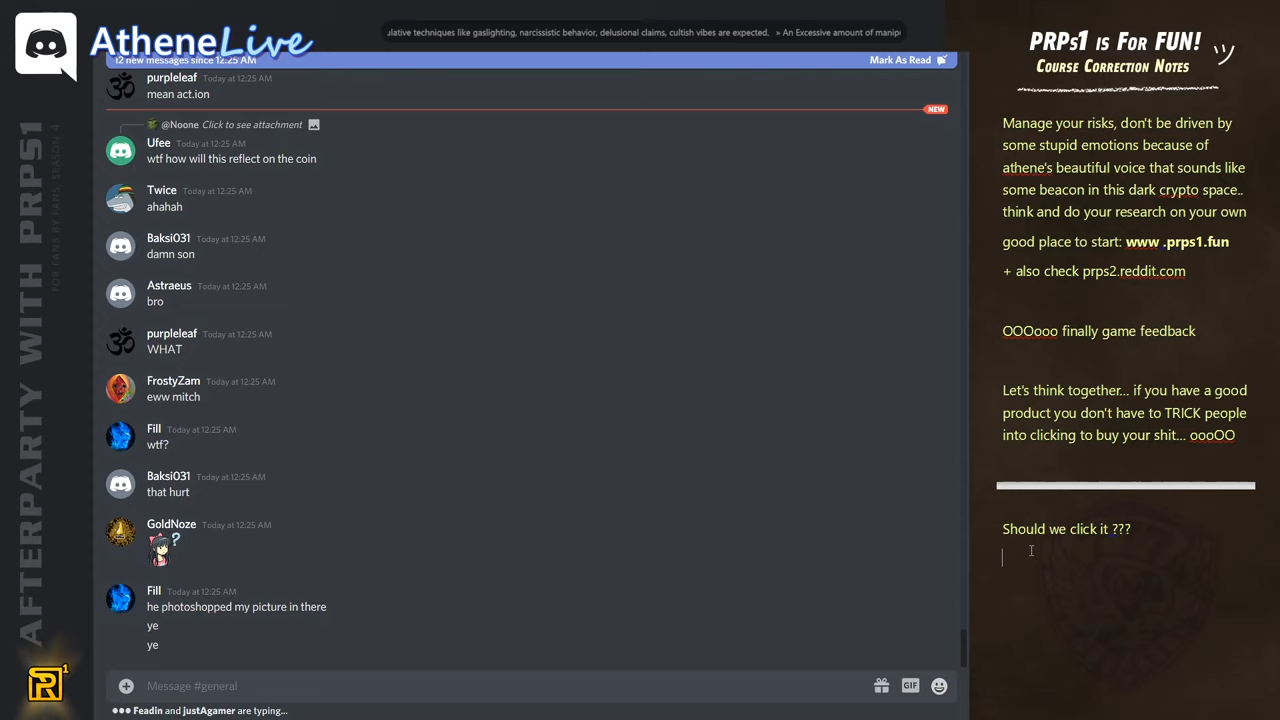 AtheneLive
ulative techniques like gaslighting, narcissistic behavior, delusional claims, cultish vibes are expected. » An Excessive amount of manipu
12 new messages since 12:25 AM
Mark As Read
purpleleaf Today at 12:25 AM
mean act.ion
NEW
@Noone Click to see attachment
Ufee Today at 12:25 AM
wtf how will this reflect on the coin
Twice Today at 12:25 AM
ahahah
Baksi031 Today at 12:25 AM
damn son
Astraeus Today at 12:25 AM
bro
purpleleaf Today at 12:25 AM
WHAT
FrostyZam Today at 12:25 AM
eww mitch
Fill Today at 12:25 AM
wtf?
Baksi031 Today at 12:25 AM
that hurt
GoldNoze Today at 12:25 AM
?
Fill Today at 12:25 AM
he photoshopped my picture in there
ye
ye
Message #general
GIF
Feadin and justAgamer are typing...
AFTERPARTY WITH PRPS1
FOR FANS BY FANS, SEASON 4
R1
PRPs1 is For FUN! ツ
Course Correction Notes
Manage your risks, don't be driven by
some stupid emotions because of
athene's beautiful voice that sounds like
some beacon in this dark crypto space..
think and do your research on your own
good place to start: www .prps1.fun
+ also check prps2.reddit.com
OOOooo finally game feedback
Let's think together... if you have a good
product you don't have to TRICK people
into clicking to buy your shit... oooOO
Should we click it ???